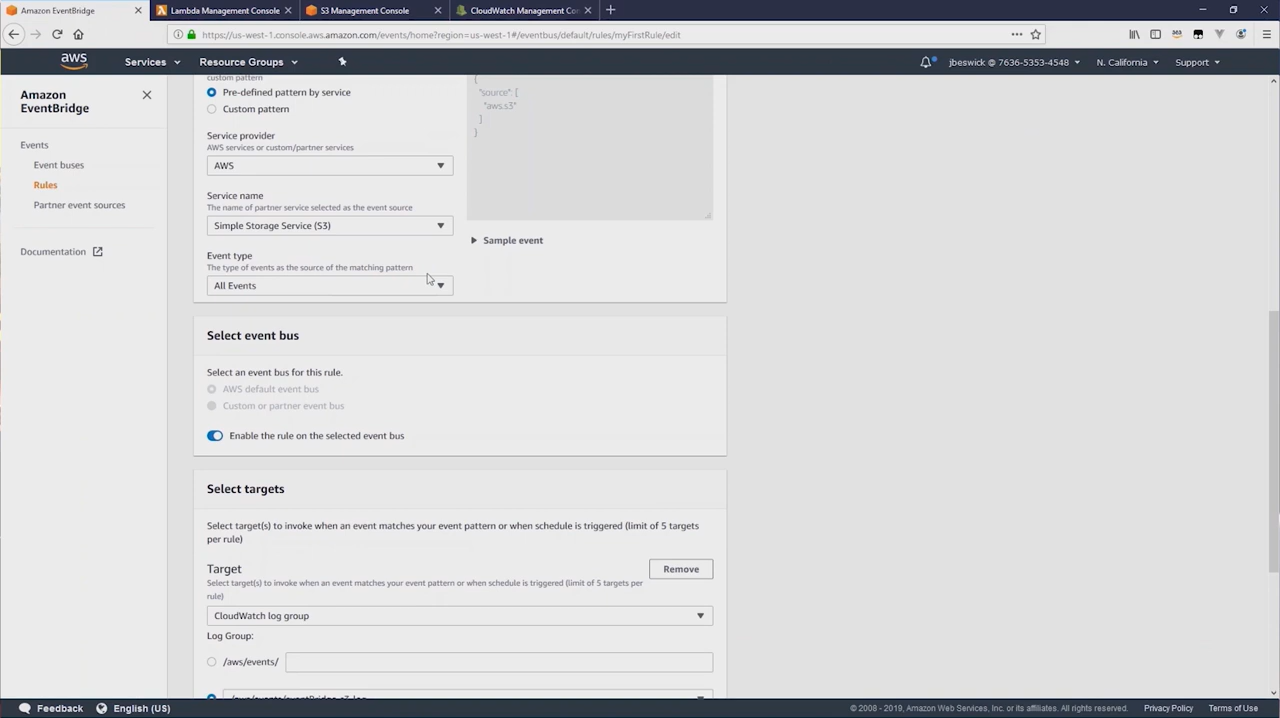 Amazon EventBridge
Lambda Management Console
S3 Management Console
CloudWatch Management Con
https://us-west-1.console.aws.amazon.com/events/home?region=us-west-1#/eventbus/default/rules/myFirstRule/edit
aws
Services
Resource Groups
jbeswick @ 7636-5353-4548
N. California
Support
Amazon
EventBridge
Events
Event buses
Rules
Partner event sources
Documentation
custom pattern
Pre-defined pattern by service
Custom pattern
Service provider
AWS services or custom/partner services
AWS
Service name
The name of partner service selected as the event source
Simple Storage Service (S3)
Event type
The type of events as the source of the matching pattern
All Events
{
"source": [
"aws.s3"
]
}
Sample event
Select event bus
Select an event bus for this rule.
AWS default event bus
Custom or partner event bus
Enable the rule on the selected event bus
Select targets
Select target(s) to invoke when an event matches your event pattern or when schedule is triggered (limit of 5 targets
per rule)
Target
Remove
Select target(s) to invoke when an event matches your event pattern or when schedule is triggered (limit of 5 targets per
rule)
CloudWatch log group
Log Group:
/aws/events/
/aws/events/eventBridge-s3-log
Feedback
English (US)
© 2008 - 2019, Amazon Web Services, Inc. or its affiliates. All rights reserved.
Privacy Policy
Terms of Use